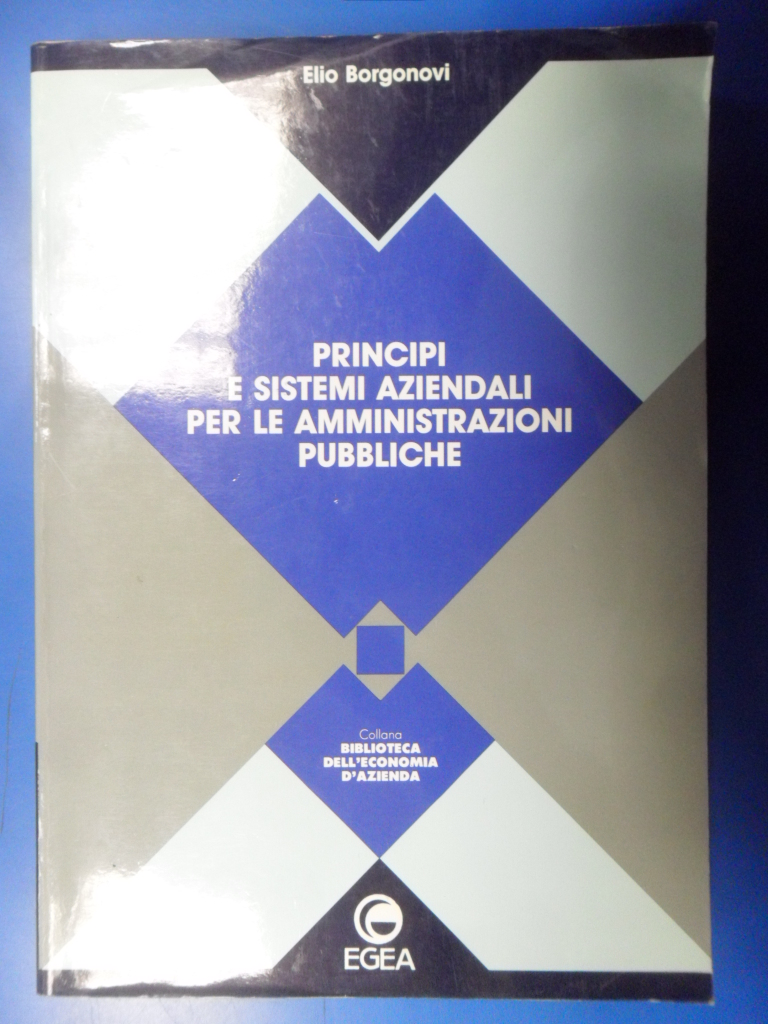 Elio Borgonovi
PRINCIPI
E SISTEMI AZIENDALI
PER LE AMMINISTRAZIONI
PUBBLICHE
Collana
BIBLIOTECA
DELL'ECONOMIA
D'AZIENDA
EGEA